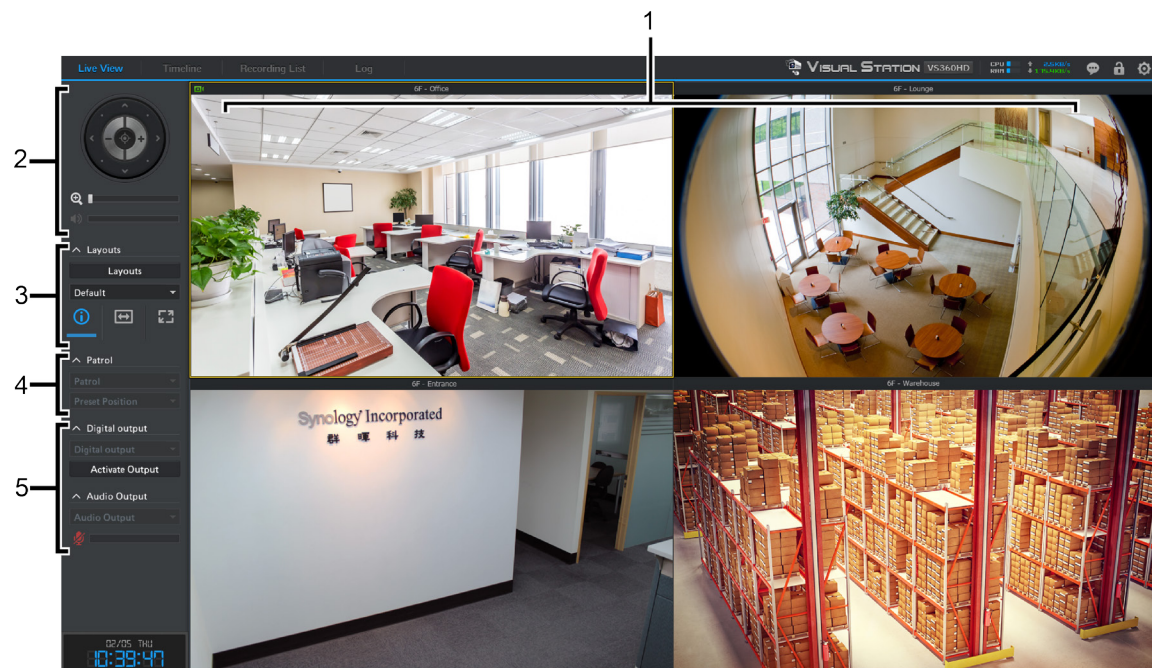 1
Live View Timeline Recording List Log
VISUAL STATION VS360HD CPU RAM
6F - Office
6F - Lounge
2
Layouts
Layouts
3
Default
Patrol
4
Patrol
Preset Position
6F - Entrance
6F - Warehouse
Synology Incorporated
群暉科技
Digital output
Digital output
5
Activate Output
Audio Output
Audio Output
02/05 THU
10:39:47